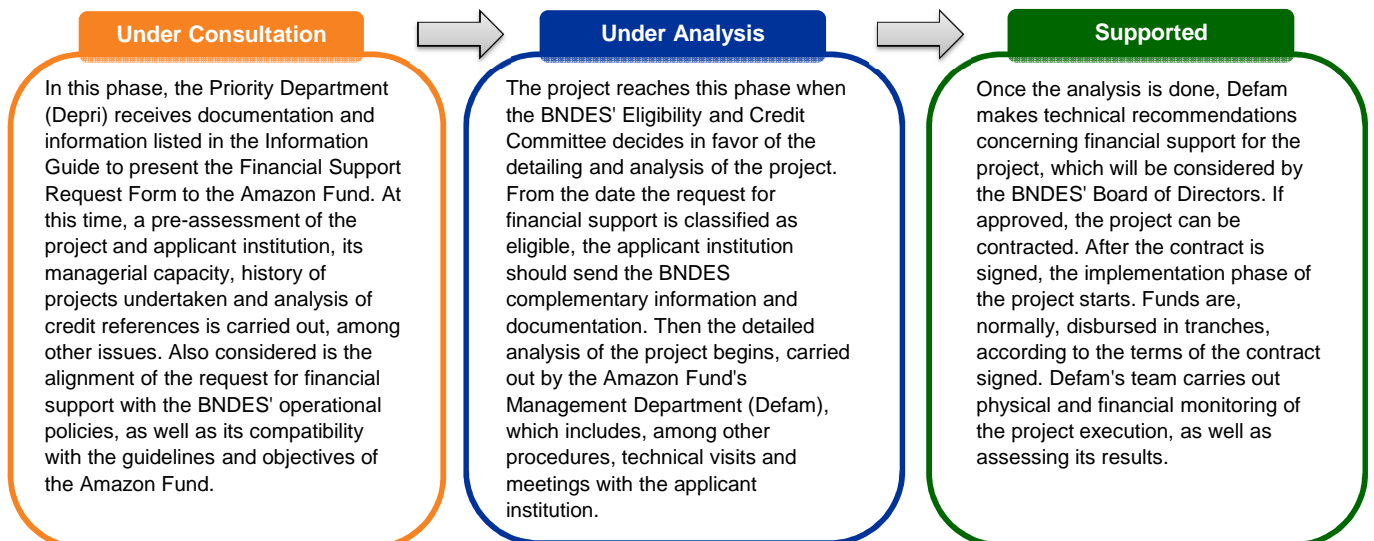 Under Consultation
In this phase, the Priority Department
(Depri) receives documentation and
information listed in the Information
Guide to present the Financial Support
Request Form to the Amazon Fund. At
this time, a pre-assessment of the
project and applicant institution, its
managerial capacity, history of
projects undertaken and analysis of
credit references is carried out, among
other issues. Also considered is the
alignment of the request for financial
support with the BNDES' operational
policies, as well as its compatibility
with the guidelines and objectives of
the Amazon Fund.
Under Analysis
The project reaches this phase when
the BNDES' Eligibility and Credit
Committee decides in favor of the
detailing and analysis of the project.
From the date the request for
financial support is classified as
eligible, the applicant institution
should send the BNDES
complementary information and
documentation. Then the detailed
analysis of the project begins, carried
out by the Amazon Fund's
Management Department (Defam),
which includes, among other
procedures, technical visits and
meetings with the applicant
institution.
Supported
Once the analysis is done, Defam
makes technical recommendations
concerning financial support for the
project, which will be considered by
the BNDES' Board of Directors. If
approved, the project can be
contracted. After the contract is
signed, the implementation phase of
the project starts. Funds are,
normally, disbursed in tranches,
according to the terms of the contract
signed. Defam's team carries out
physical and financial monitoring of
the project execution, as well as
assessing its results.